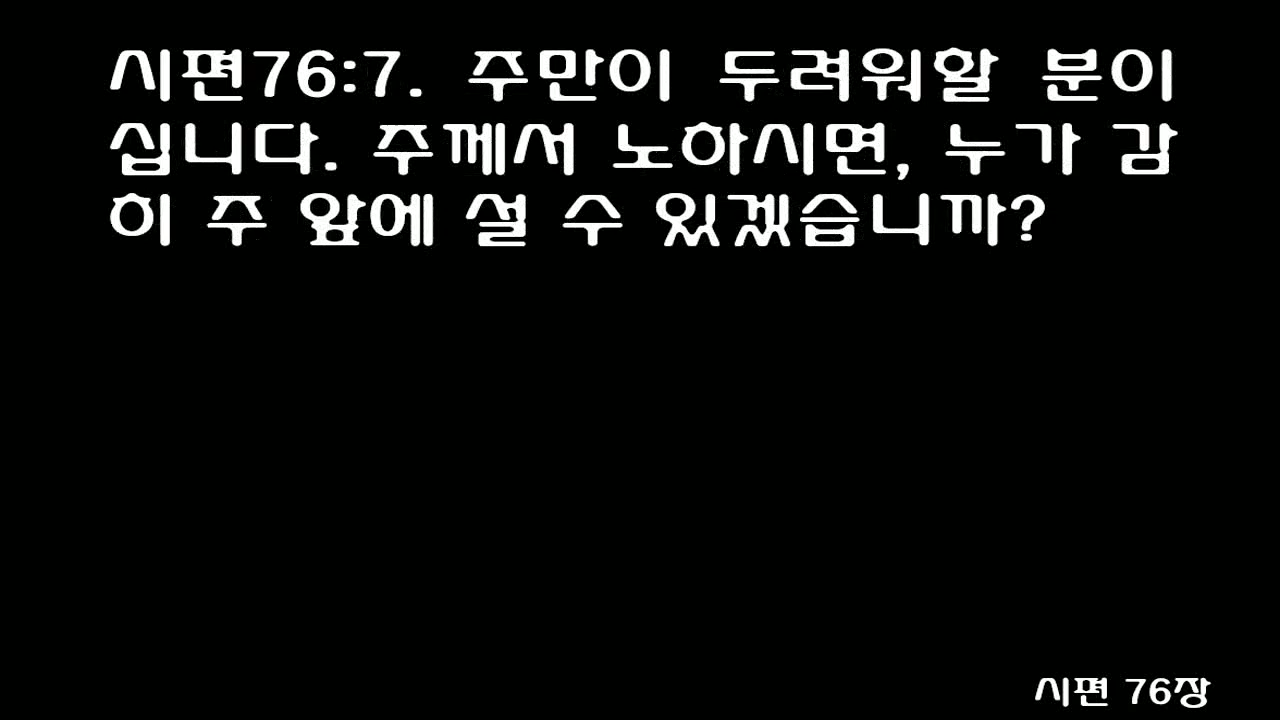 시편76:7. 주만이 두려워할 분이
십니다. 주께서 노하시면, 누가 감
히 주 앞에 설 수 있겠습니까?
시편 76장